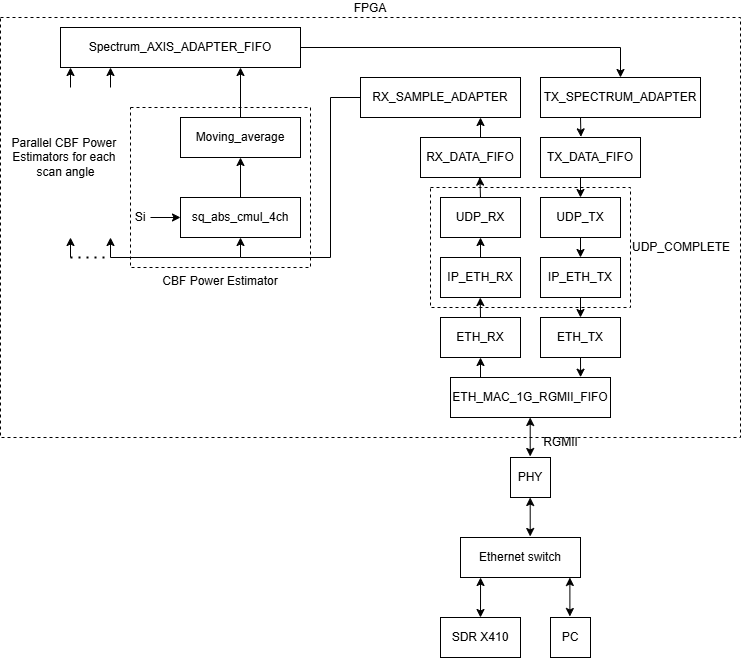 FPGA
Spectrum_AXIS_ADAPTER_FIFO
RX_SAMPLE_ADAPTER
TX_SPECTRUM_ADAPTER
Parallel CBF Power
Estimators for each
scan angle
Moving_average
RX_DATA_FIFO
TX_DATA_FIFO
Si
sq_abs_cmul_4ch
UDP_RX
UDP_TX
UDP_COMPLETE
CBF Power Estimator
IP_ETH_RX
IP_ETH_TX
ETH_RX
ETH_TX
ETH_MAC_1G_RGMII_FIFO
RGMII
PHY
Ethernet switch
SDR X410
PC